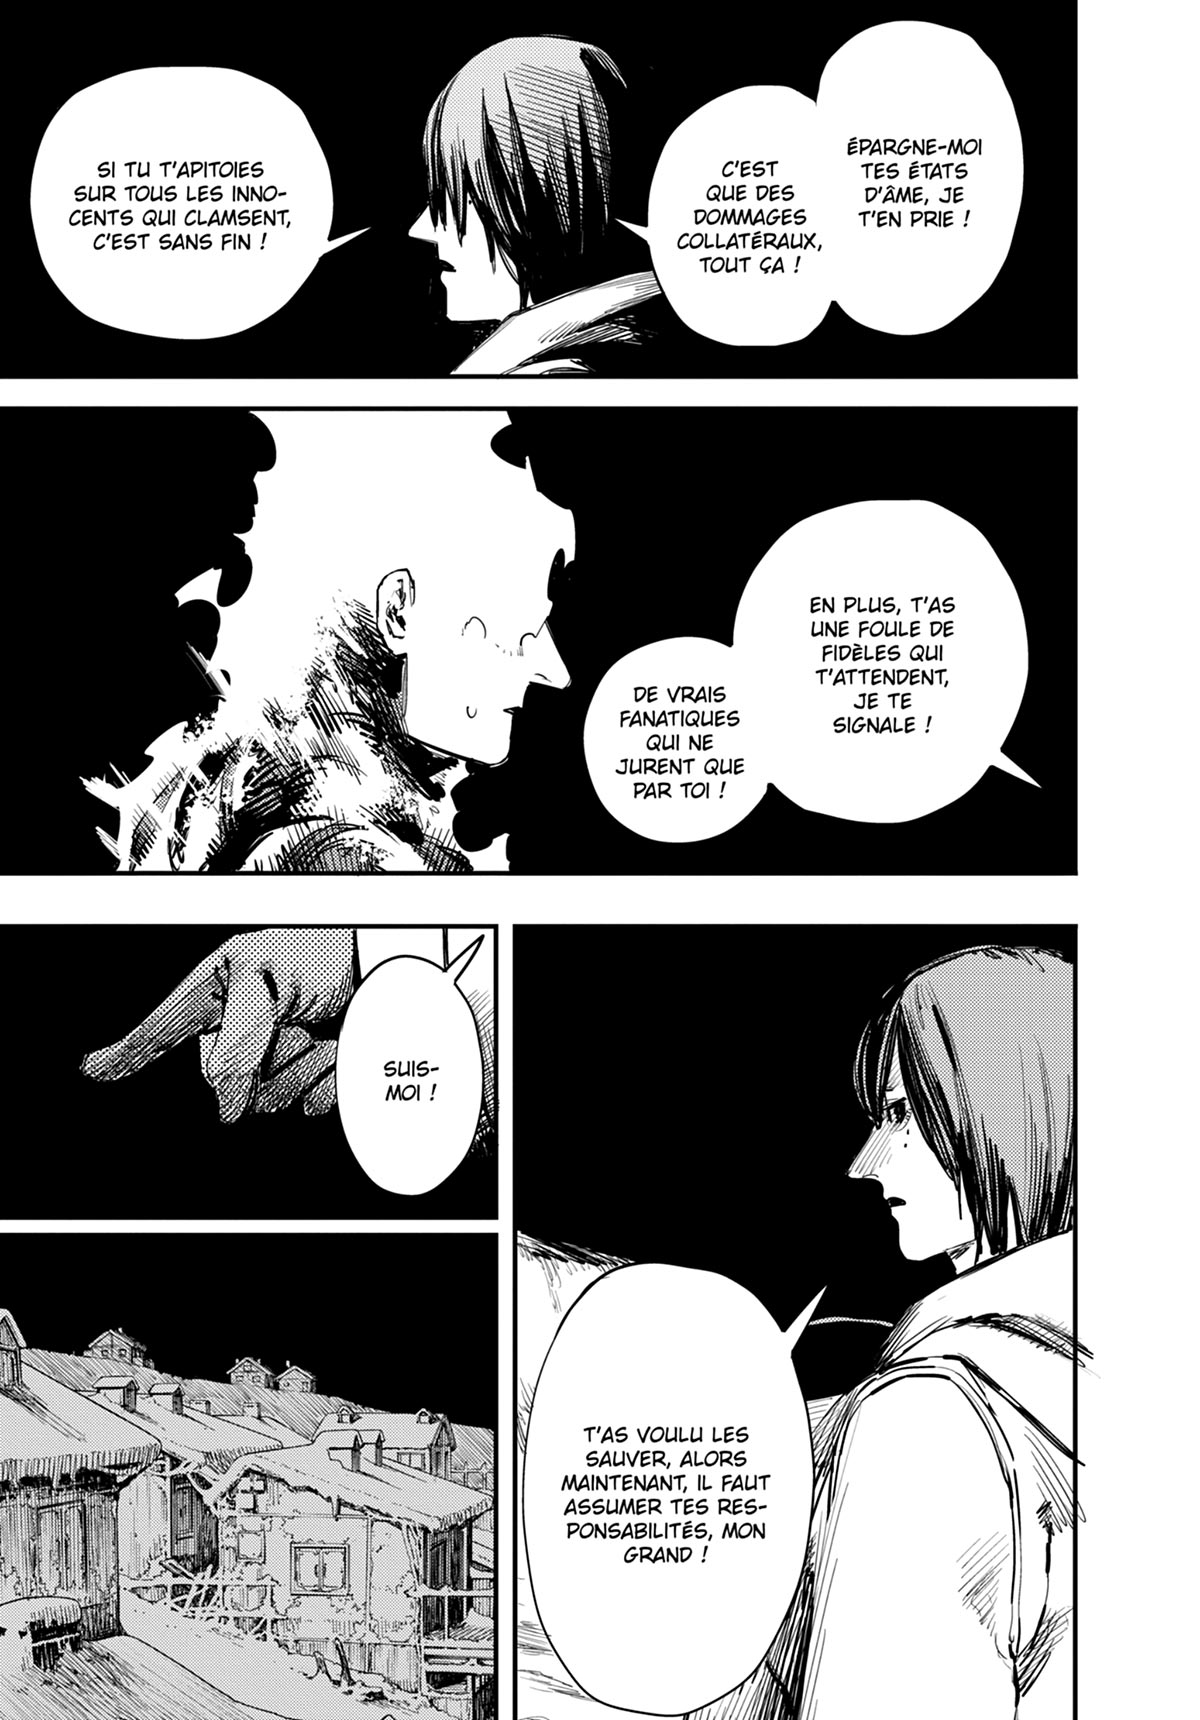 ÉPARGNE-MOI
TES ÉTATS
D'ÂME, JE
T'EN PRIE !
C'EST
QUE DES
DOMMAGES
COLLATÉRAUX,
TOUT ÇA !
SI TU T'APITOIES
SUR TOUS LES INNO-
CENTS QUI CLAMSENT,
C'EST SANS FIN !
EN PLUS, T'AS
UNE FOULE DE
FIDÈLES QUI
T'ATTENDENT,
JE TE
SIGNALE !
DE VRAIS
FANATIQUES
QUI NE
JURENT QUE
PAR TOI !
T'AS VOULU LES
SAUVER, ALORS
MAINTENANT, IL FAUT
ASSUMER TES RES-
PONSABILITÉS, MON
GRAND !
SUIS-
MOI !